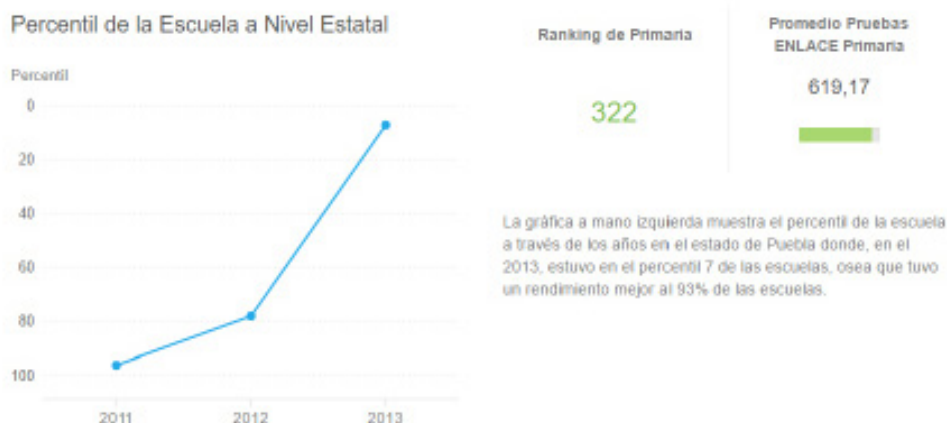 Percentil de la Escuela a Nivel Estatal
Percentil
0
20
40
60
80
100
2011
2012
2013
Ranking de Primaria
322
Promedio Pruebas
ENLACE Primaria
619,17
La gráfica a mano izquierda muestra el percentil de la escuela
a través de los años en el estado de Puebla donde, en el
2013, estuvo en el percentil 7 de las escuelas, osea que tuvo
un rendimiento mejor al 93% de las escuelas.